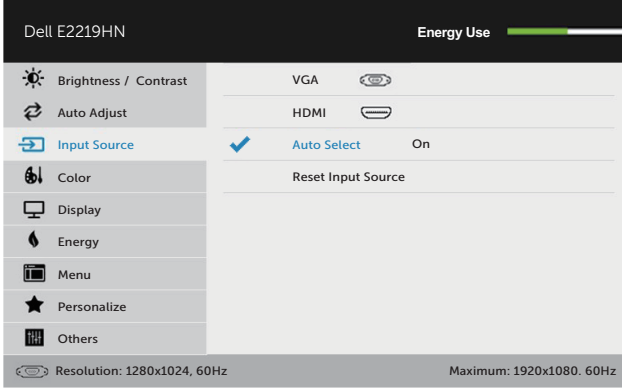 Dell E2219HN
Energy Use
Brightness / Contrast
VGA
Auto Adjust
HDMI
Input Source
Auto Select On
Color
Reset Input Source
Display
Energy
Menu
Personalize
Others
Resolution: 1280x1024, 60Hz
Maximum: 1920x1080. 60Hz